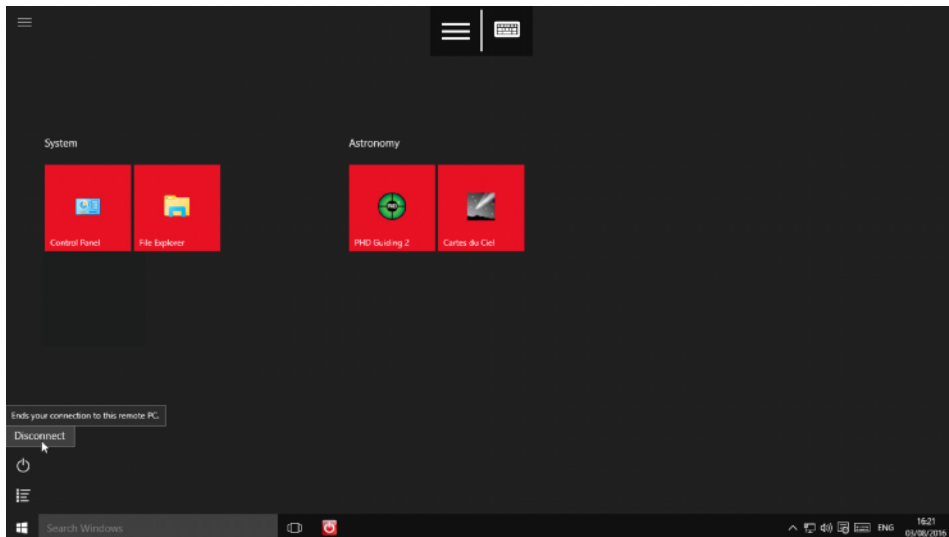 System
Astronomy
Control Panel
File Explorer
PHD
PHD Guiding 2
Cartes du Ciel
Ends your connection to this remote PC.
Disconnect
Search Windows
ENG
16:21
03/08/2016